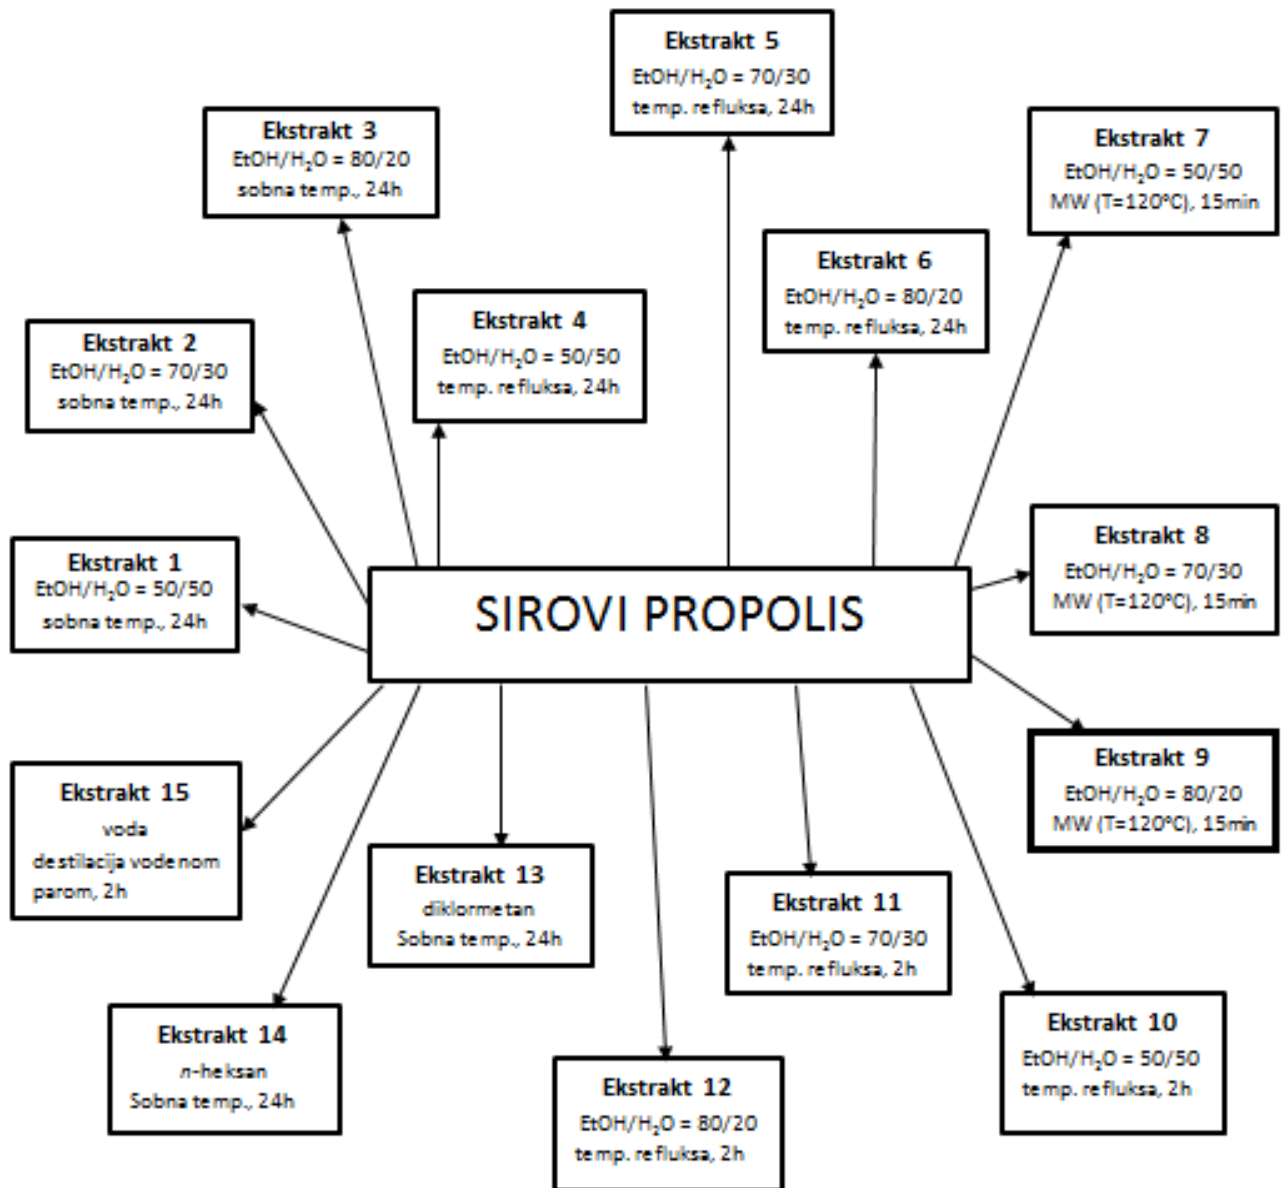 Ekstrakt 5
EtOH/H₂O = 70/30
temp. refluksa, 24h
Ekstrakt 3
EtOH/H₂O = 80/20
sobna temp., 24h
Ekstrakt 7
EtOH/H₂O = 50/50
MW (T=120°C), 15min
Ekstrakt 6
EtOH/H₂O = 80/20
temp. refluksa, 24h
Ekstrakt 4
EtOH/H₂O = 50/50
temp. refluksa, 24h
Ekstrakt 2
EtOH/H₂O = 70/30
sobna temp., 24h
Ekstrakt 8
EtOH/H₂O = 70/30
MW (T=120°C), 15min
Ekstrakt 1
EtOH/H₂O = 50/50
sobna temp., 24h
SIROVI PROPOLIS
Ekstrakt 9
EtOH/H₂O = 80/20
MW (T=120°C), 15min
Ekstrakt 15
voda
destilacija vodenom
parom, 2h
Ekstrakt 13
diklormetan
Sobna temp., 24h
Ekstrakt 11
EtOH/H₂O = 70/30
temp. refluksa, 2h
Ekstrakt 10
EtOH/H₂O = 50/50
temp. refluksa, 2h
Ekstrakt 14
n-heksan
Sobna temp., 24h
Ekstrakt 12
EtOH/H₂O = 80/20
temp. refluksa, 2h